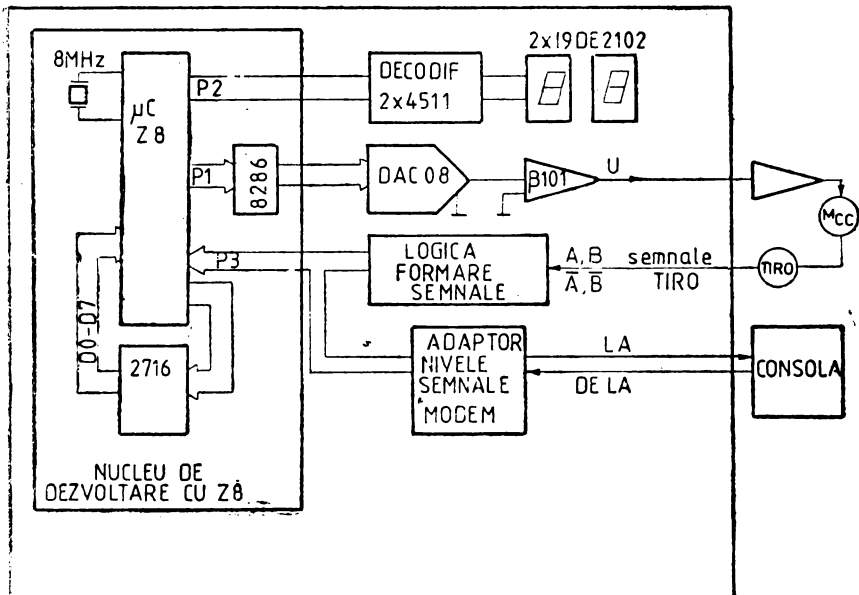 8MHz
µC
Z8
P2
DECODIF
2x4511
2x19DE2102
P1
8286
DAC 08
β101
U
MCC
P3
LOGICA
FORMARE
SEMNALE
A, B
A̅, B̅
semnale
TIRO
TIRO
D0-D7
2716
ADAPTOR
NIVELE
SEMNALE
MODEM
LA
DE LA
CONSOLA
NUCLEU DE
DEZVOLTARE CU Z8